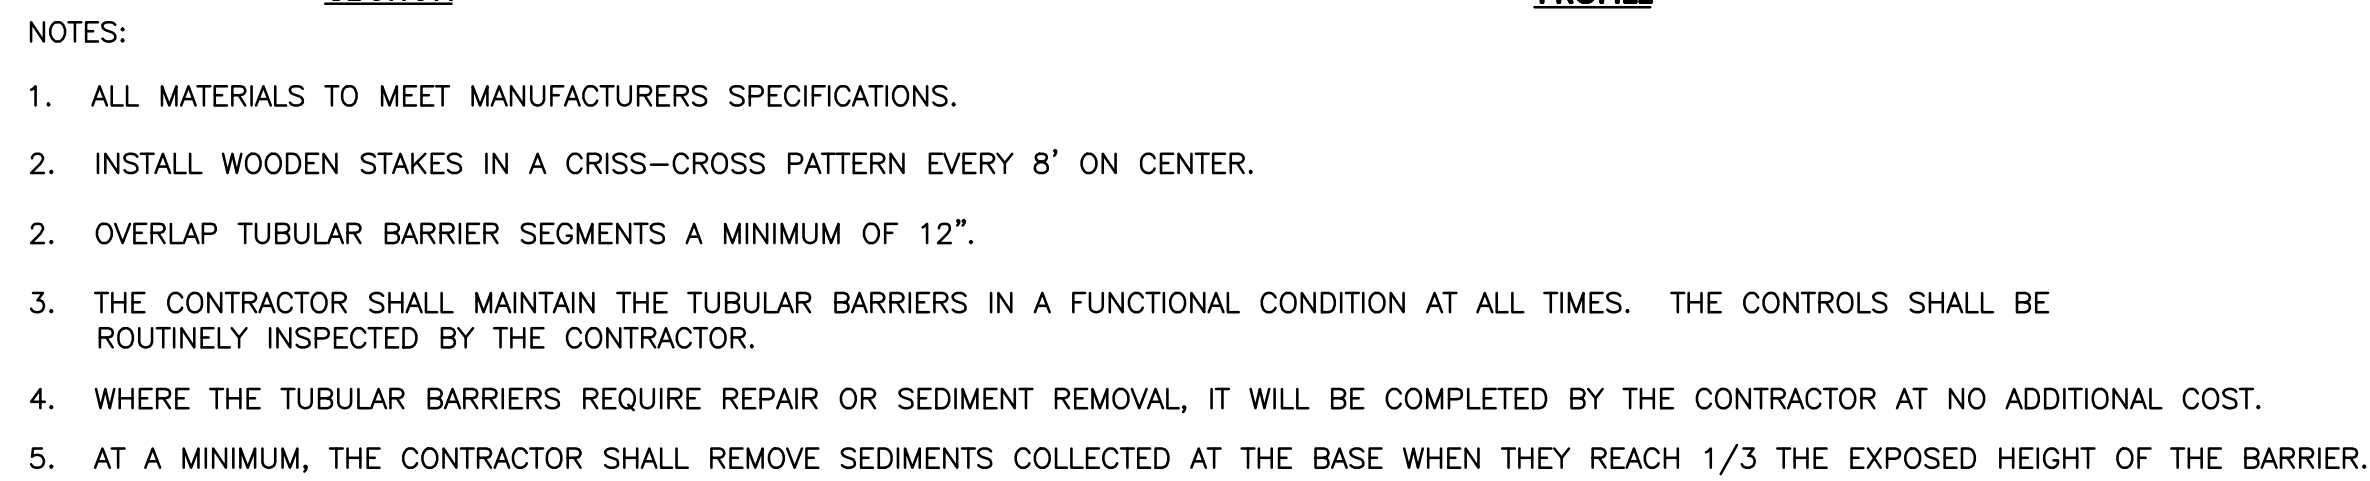 NOTES:
1. ALL MATERIALS TO MEET MANUFACTURERS SPECIFICATIONS.
2. INSTALL WOODEN STAKES IN A CRISS-CROSS PATTERN EVERY 8' ON CENTER.
2. OVERLAP TUBULAR BARRIER SEGMENTS A MINIMUM OF 12".
3. THE CONTRACTOR SHALL MAINTAIN THE TUBULAR BARRIERS IN A FUNCTIONAL CONDITION AT ALL TIMES. THE CONTROLS SHALL BE
ROUTINELY INSPECTED BY THE CONTRACTOR.
4. WHERE THE TUBULAR BARRIERS REQUIRE REPAIR OR SEDIMENT REMOVAL, IT WILL BE COMPLETED BY THE CONTRACTOR AT NO ADDITIONAL COST.
5. AT A MINIMUM, THE CONTRACTOR SHALL REMOVE SEDIMENTS COLLECTED AT THE BASE WHEN THEY REACH 1/3 THE EXPOSED HEIGHT OF THE BARRIER.